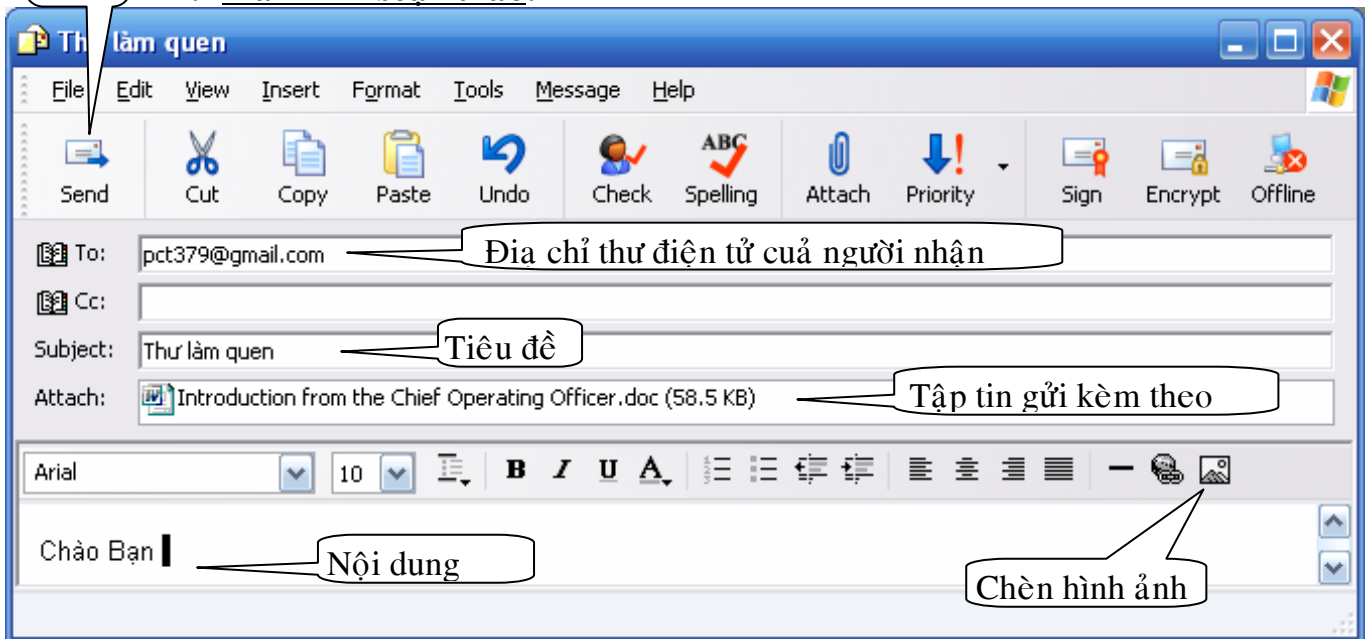 Thư làm quen
File Edit View Insert Format Tools Message Help
Send Cut Copy Paste Undo Check Spelling Attach Priority Sign Encrypt Offline
To: pct379@gmail.com Điạ chỉ thư điện tử cuả người nhận
Cc:
Subject: Thư làm quen Tiêu đề
Attach: Introduction from the Chief Operating Officer.doc (58.5 KB) Tập tin gửi kèm theo
Arial 10 B I U A
Chào Bạn Nội dung
Chèn hình ảnh